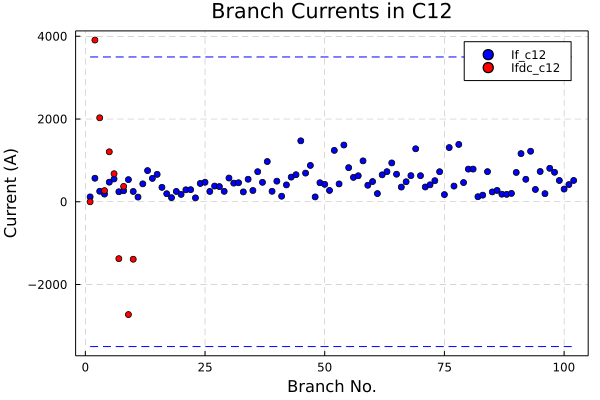 Branch Currents in C12
If_c12
Ifdc_c12
Current (A)
4000
2000
0
−2000
0
25
50
75
100
Branch No.